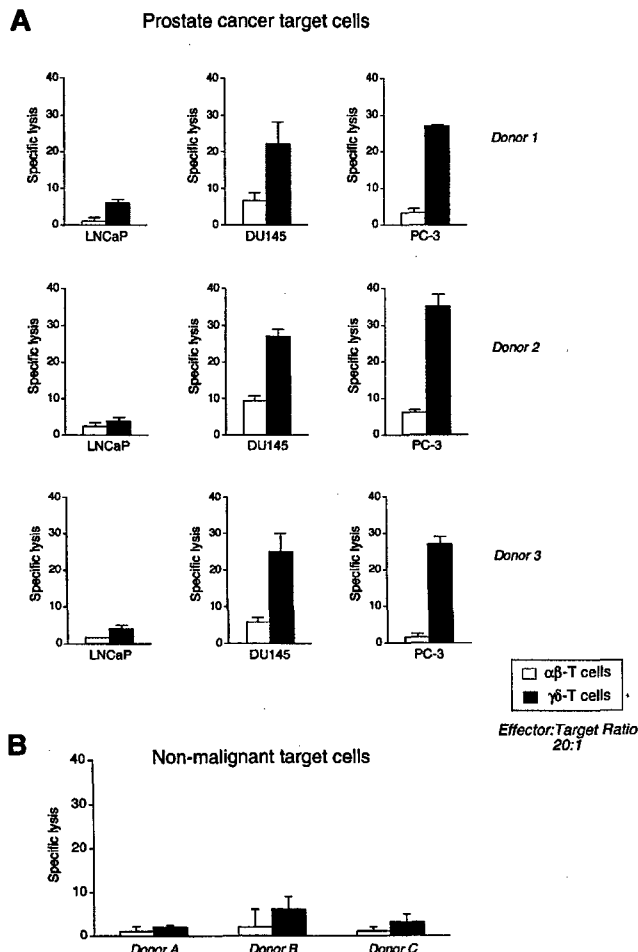 A
Prostate cancer target cells
Specific lysis
40
30
20
10
0
LNCaP
Specific lysis
40
30
20
10
0
DU145
Specific lysis
40
30
20
10
0
PC-3
Donor 1
Specific lysis
40
30
20
10
0
LNCaP
Specific lysis
40
30
20
10
0
DU145
Specific lysis
40
30
20
10
0
PC-3
Donor 2
Specific lysis
40
30
20
10
0
LNCaP
Specific lysis
40
30
20
10
0
DU145
Specific lysis
40
30
20
10
0
PC-3
Donor 3
αβ-T cells
γδ-T cells
Effector:Target Ratio
20:1
B
Non-malignant target cells
Specific lysis
40
30
20
10
0
Donor A
Donor B
Donor C